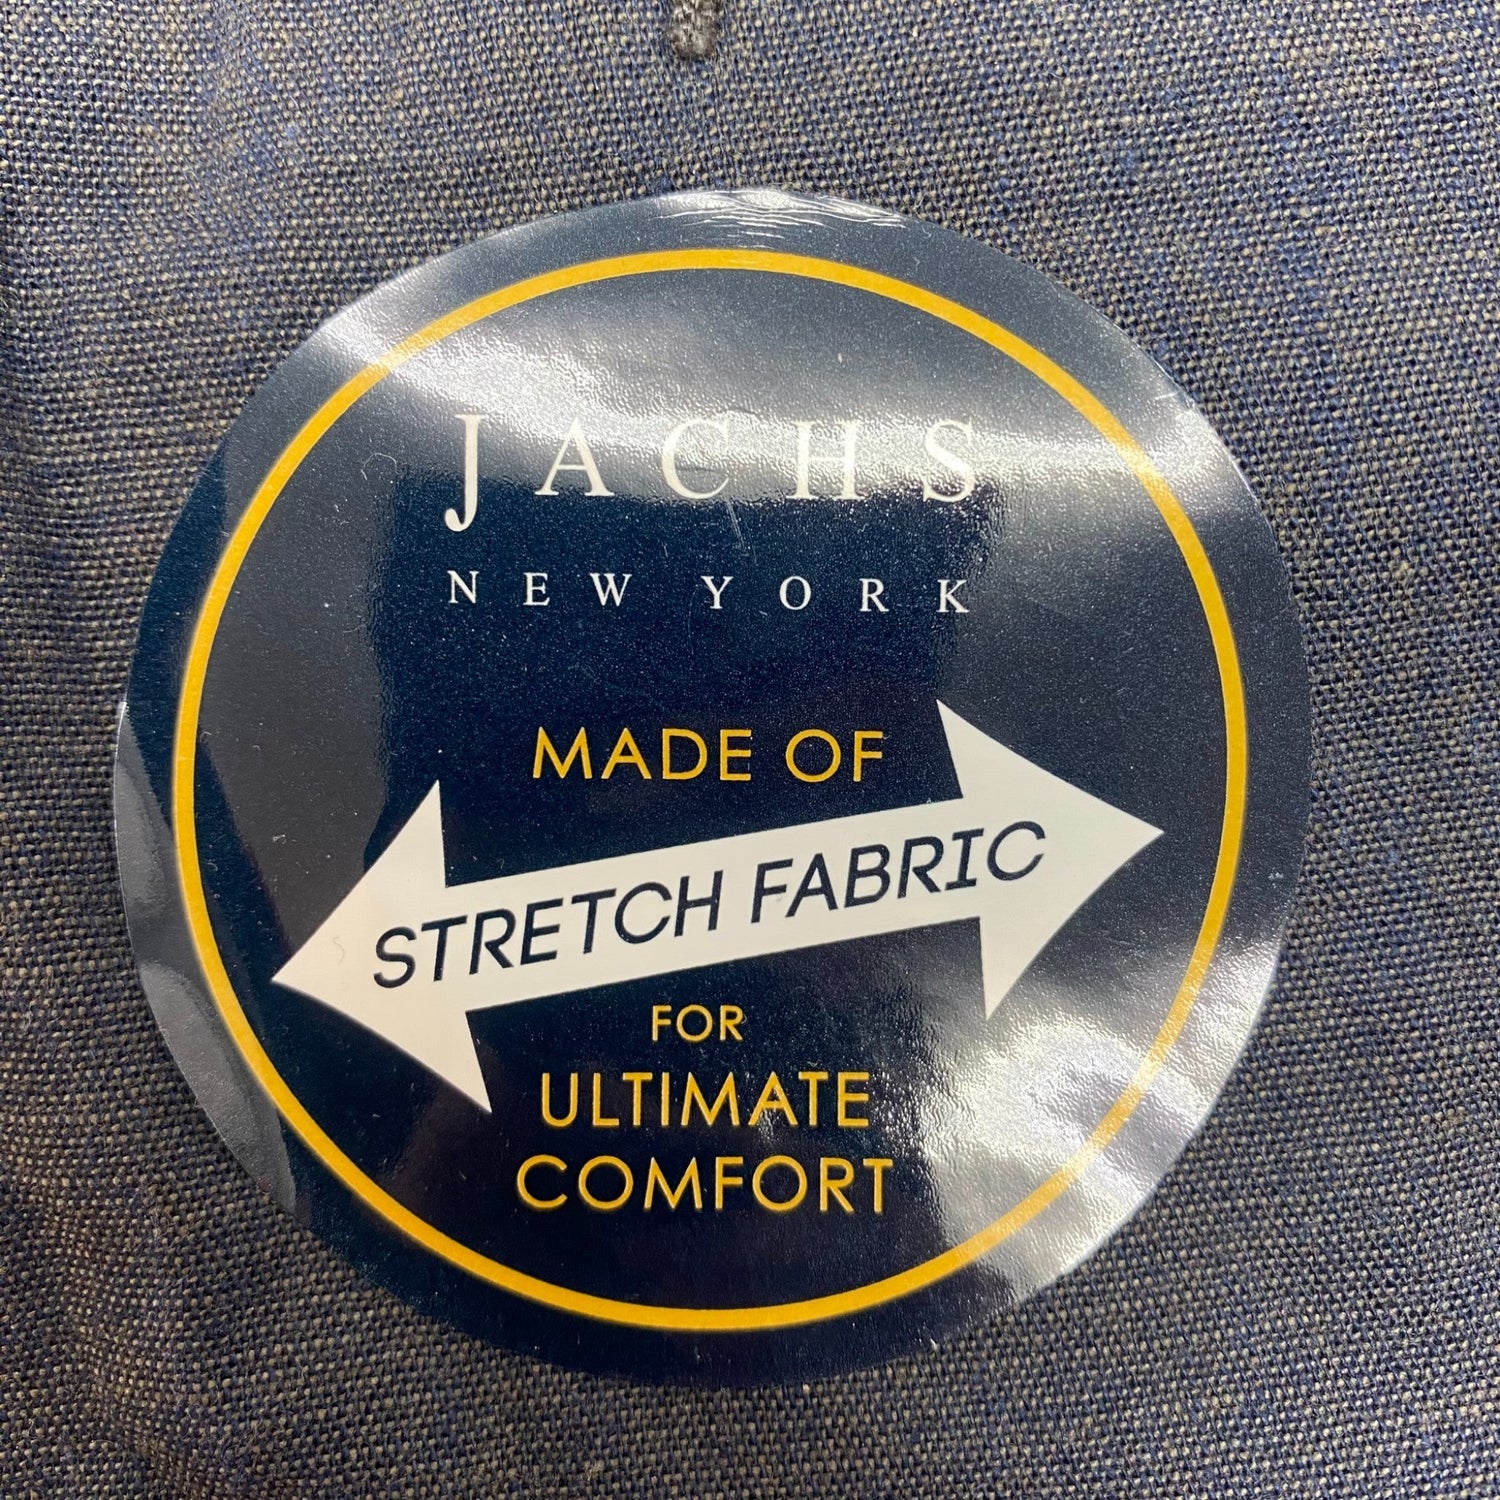 JACHS
NEW YORK
MADE OF
STRETCH FABRIC
FOR
ULTIMATE
COMFORT